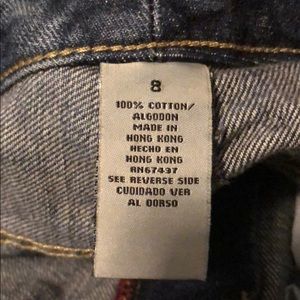 8
100% COTTON/
ALGODON
MADE IN
HONG KONG
HECHO EN
HONG KONG
RN67437
SEE REVERSE SIDE
CUIDADO VER
AL DORSO